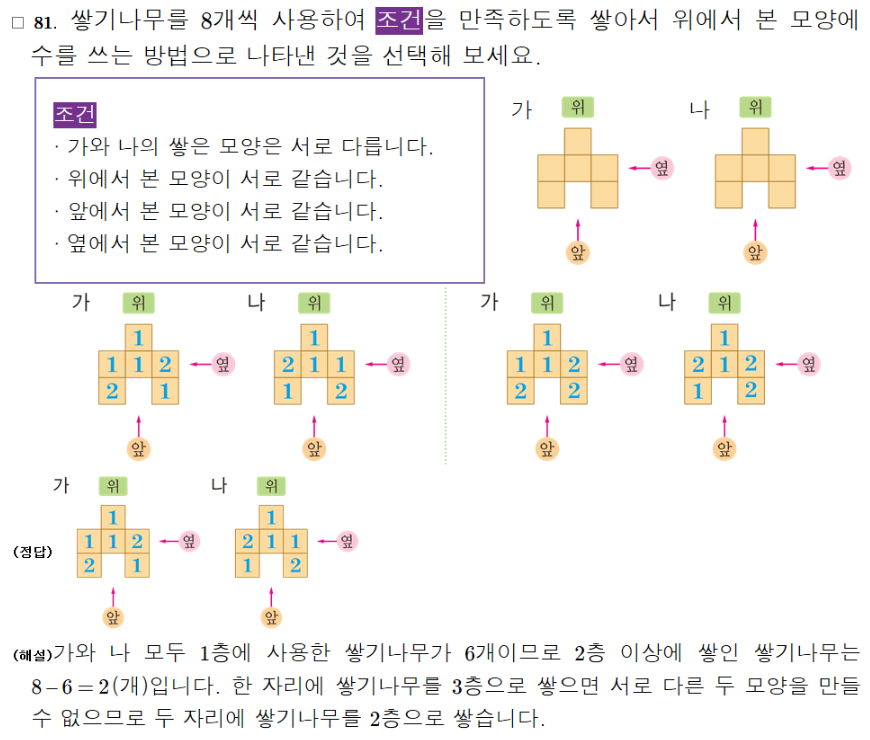 □ 81. 쌓기나무를 8개씩 사용하여 조건을 만족하도록 쌓아서 위에서 본 모양에
수를 쓰는 방법으로 나타낸 것을 선택해 보세요.
조건
· 가와 나의 쌓은 모양은 서로 다릅니다.
· 위에서 본 모양이 서로 같습니다.
· 앞에서 본 모양이 서로 같습니다.
· 옆에서 본 모양이 서로 같습니다.
가 위 나 위
옆 옆
앞 앞
가 위 나 위 가 위 나 위
1 1 1 1
1 1 2 옆 2 1 1 옆 1 1 2 옆 2 1 2 옆
2 1 1 2 2 2 1 2
앞 앞 앞 앞
가 위 나 위
1 1
(정답) 1 1 2 옆 2 1 1 옆
2 1 1 2
앞 앞
(해설)가와 나 모두 1층에 사용한 쌓기나무가 6개이므로 2층 이상에 쌓인 쌓기나무는
8-6=2(개)입니다. 한 자리에 쌓기나무를 3층으로 쌓으면 서로 다른 두 모양을 만들
수 없으므로 두 자리에 쌓기나무를 2층으로 쌓습니다.